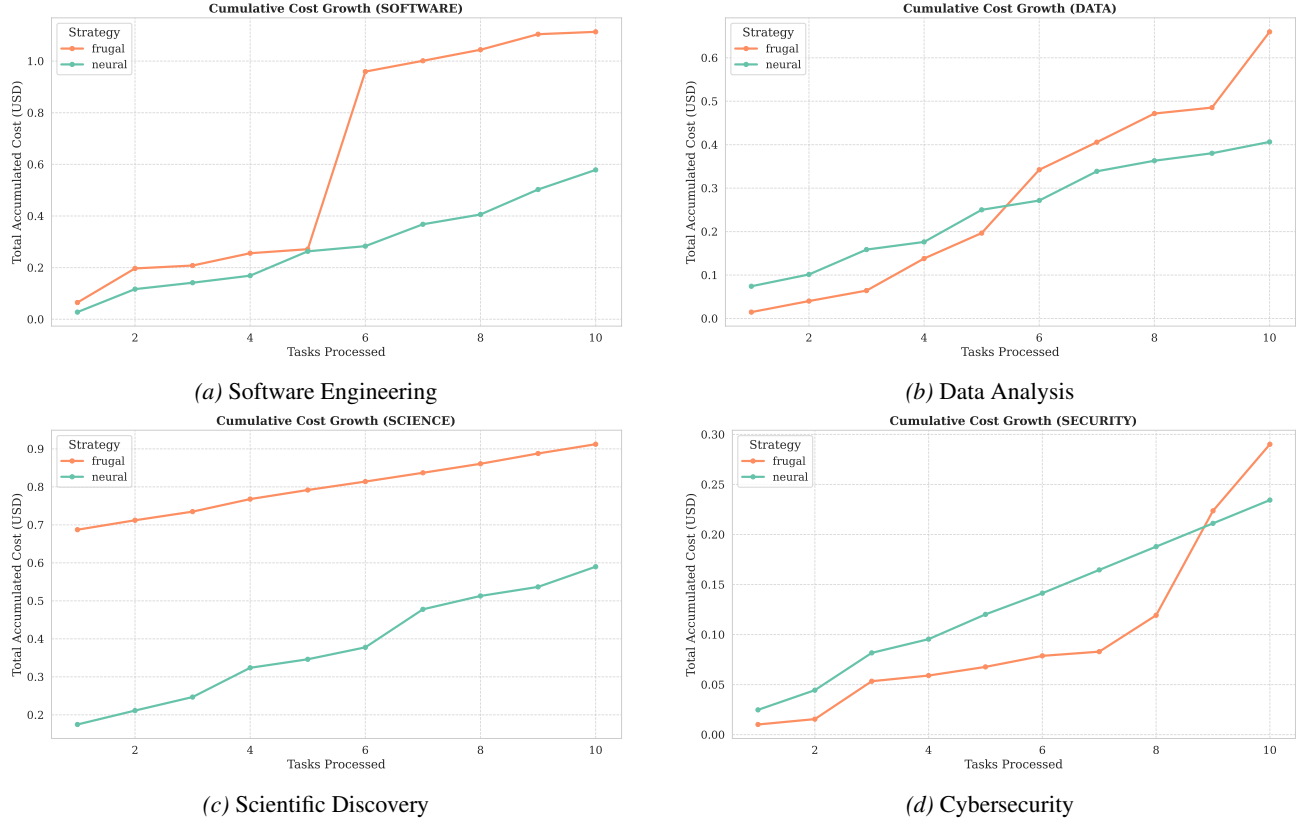 Cumulative Cost Growth (SOFTWARE)
Strategy
frugal
neural
Total Accumulated Cost (USD)
1.0
0.8
0.6
0.4
0.2
0.0
2 4 6 8 10
Tasks Processed
(a) Software Engineering
Cumulative Cost Growth (DATA)
Strategy
frugal
neural
Total Accumulated Cost (USD)
0.6
0.5
0.4
0.3
0.2
0.1
0.0
2 4 6 8 10
Tasks Processed
(b) Data Analysis
Cumulative Cost Growth (SCIENCE)
Strategy
frugal
neural
Total Accumulated Cost (USD)
0.9
0.8
0.7
0.6
0.5
0.4
0.3
0.2
2 4 6 8 10
Tasks Processed
(c) Scientific Discovery
Cumulative Cost Growth (SECURITY)
Strategy
frugal
neural
Total Accumulated Cost (USD)
0.30
0.25
0.20
0.15
0.10
0.05
0.00
2 4 6 8 10
Tasks Processed
(d) Cybersecurity